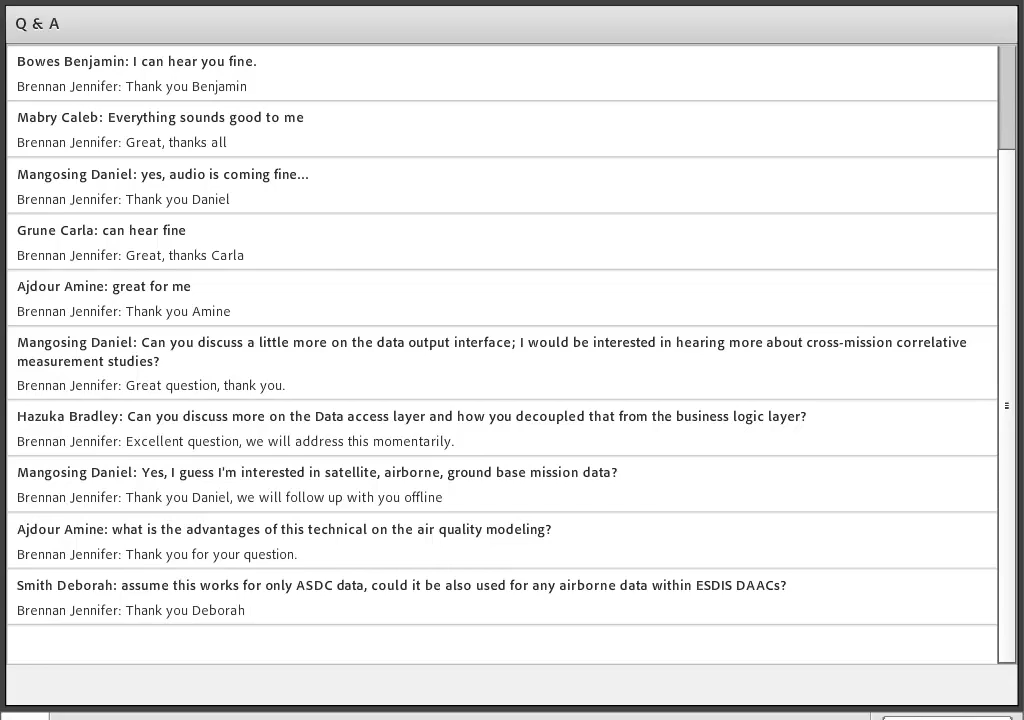 Q & A
Bowes Benjamin: I can hear you fine.
Brennan Jennifer: Thank you Benjamin
Mabry Caleb: Everything sounds good to me
Brennan Jennifer: Great, thanks all
Mangosing Daniel: yes, audio is coming fine...
Brennan Jennifer: Thank you Daniel
Grune Carla: can hear fine
Brennan Jennifer: Great, thanks Carla
Ajdour Amine: great for me
Brennan Jennifer: Thank you Amine
Mangosing Daniel: Can you discuss a little more on the data output interface; I would be interested in hearing more about cross-mission correlative
measurement studies?
Brennan Jennifer: Great question, thank you.
Hazuka Bradley: Can you discuss more on the Data access layer and how you decoupled that from the business logic layer?
Brennan Jennifer: Excellent question, we will address this momentarily.
Mangosing Daniel: Yes, I guess I'm interested in satellite, airborne, ground base mission data?
Brennan Jennifer: Thank you Daniel, we will follow up with you offline
Ajdour Amine: what is the advantages of this technical on the air quality modeling?
Brennan Jennifer: Thank you for your question.
Smith Deborah: assume this works for only ASDC data, could it be also used for any airborne data within ESDIS DAACs?
Brennan Jennifer: Thank you Deborah